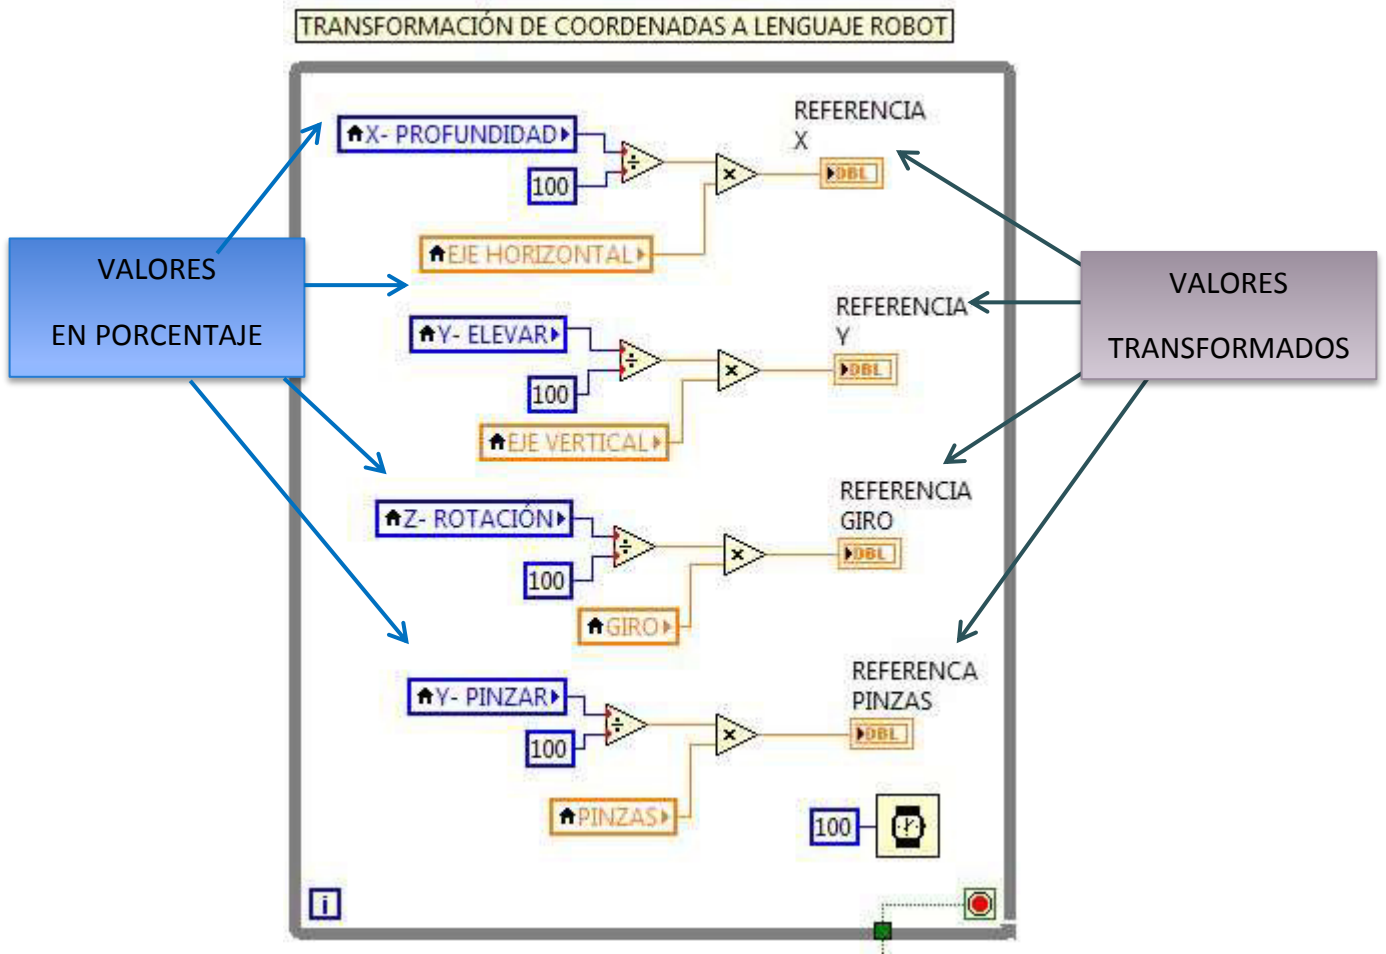 TRANSFORMACIÓN DE COORDENADAS A LENGUAJE ROBOT
VALORES
EN PORCENTAJE
X- PROFUNDIDAD
÷
100
×
EJE HORIZONTAL
REFERENCIA
X
DBL
Y- ELEVAR
÷
100
×
EJE VERTICAL
REFERENCIA
Y
DBL
Z- ROTACIÓN
÷
100
×
GIRO
REFERENCIA
GIRO
DBL
Y- PINZAR
÷
100
×
PINZAS
REFERENCA
PINZAS
DBL
100
i
VALORES
TRANSFORMADOS